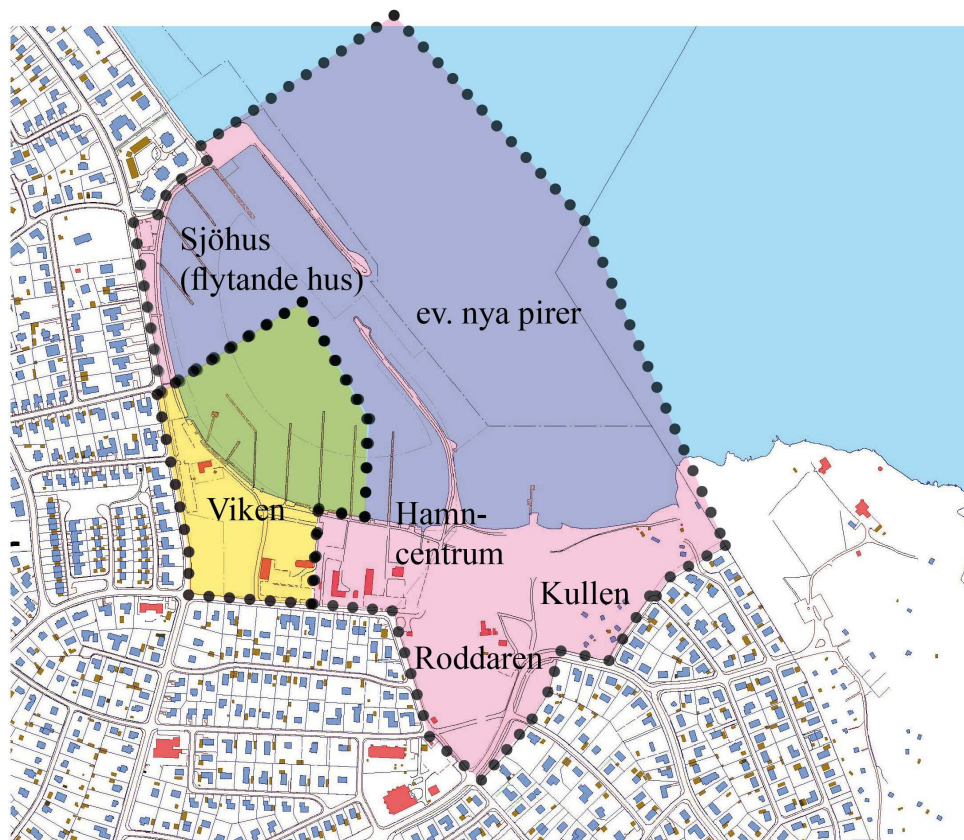 Sjöhus
(flytande hus)
ev. nya pirer
Viken
Hamn-
centrum
Kullen
Roddaren